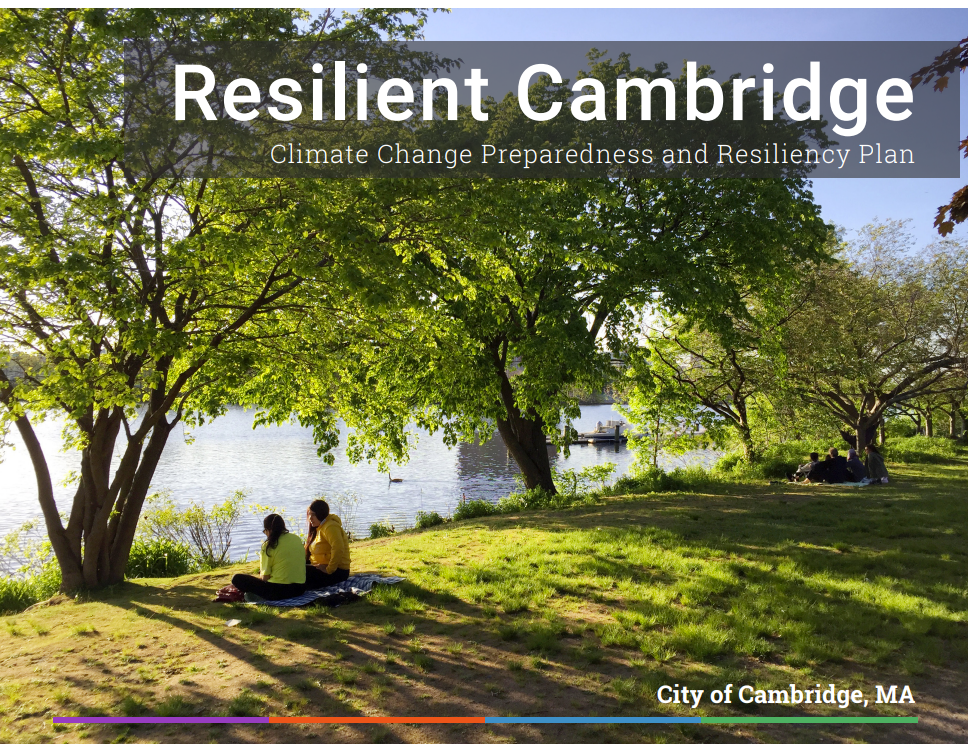 Resilient Cambridge
Climate Change Preparedness and Resiliency Plan
City of Cambridge, MA